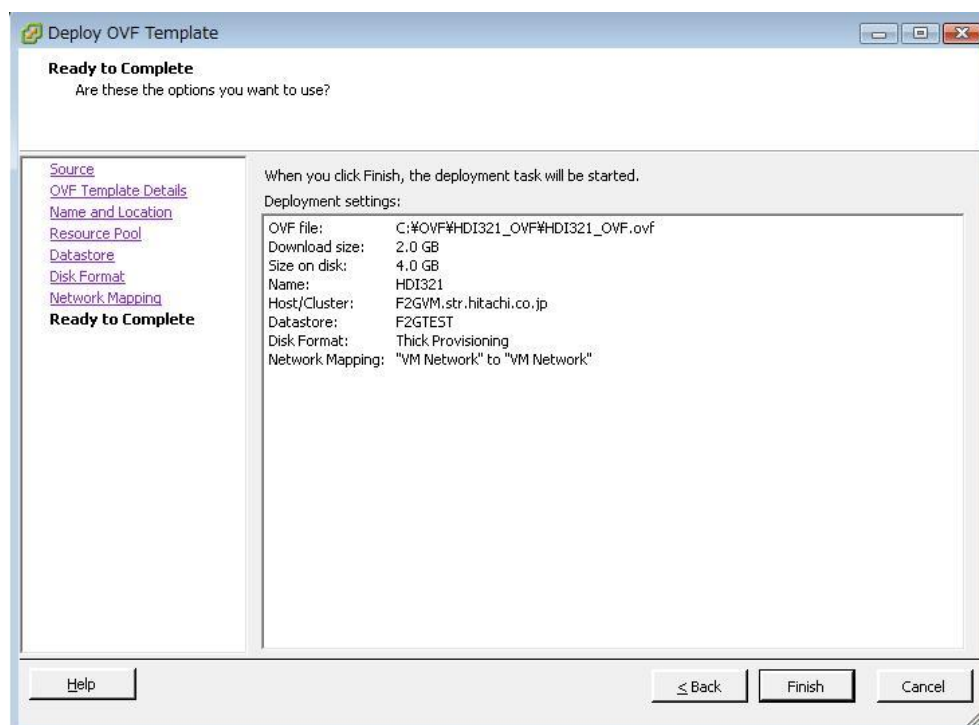 Deploy OVF Template
Ready to Complete
Are these the options you want to use?
Source
OVF Template Details
Name and Location
Resource Pool
Datastore
Disk Format
Network Mapping
Ready to Complete
When you click Finish, the deployment task will be started.
Deployment settings:
OVF file: C:¥OVF¥HDI321_OVF¥HDI321_OVF.ovf
Download size: 2.0 GB
Size on disk: 4.0 GB
Name: HDI321
Host/Cluster: F2GVM.str.hitachi.co.jp
Datastore: F2GTEST
Disk Format: Thick Provisioning
Network Mapping: "VM Network" to "VM Network"
Help
< Back
Finish
Cancel